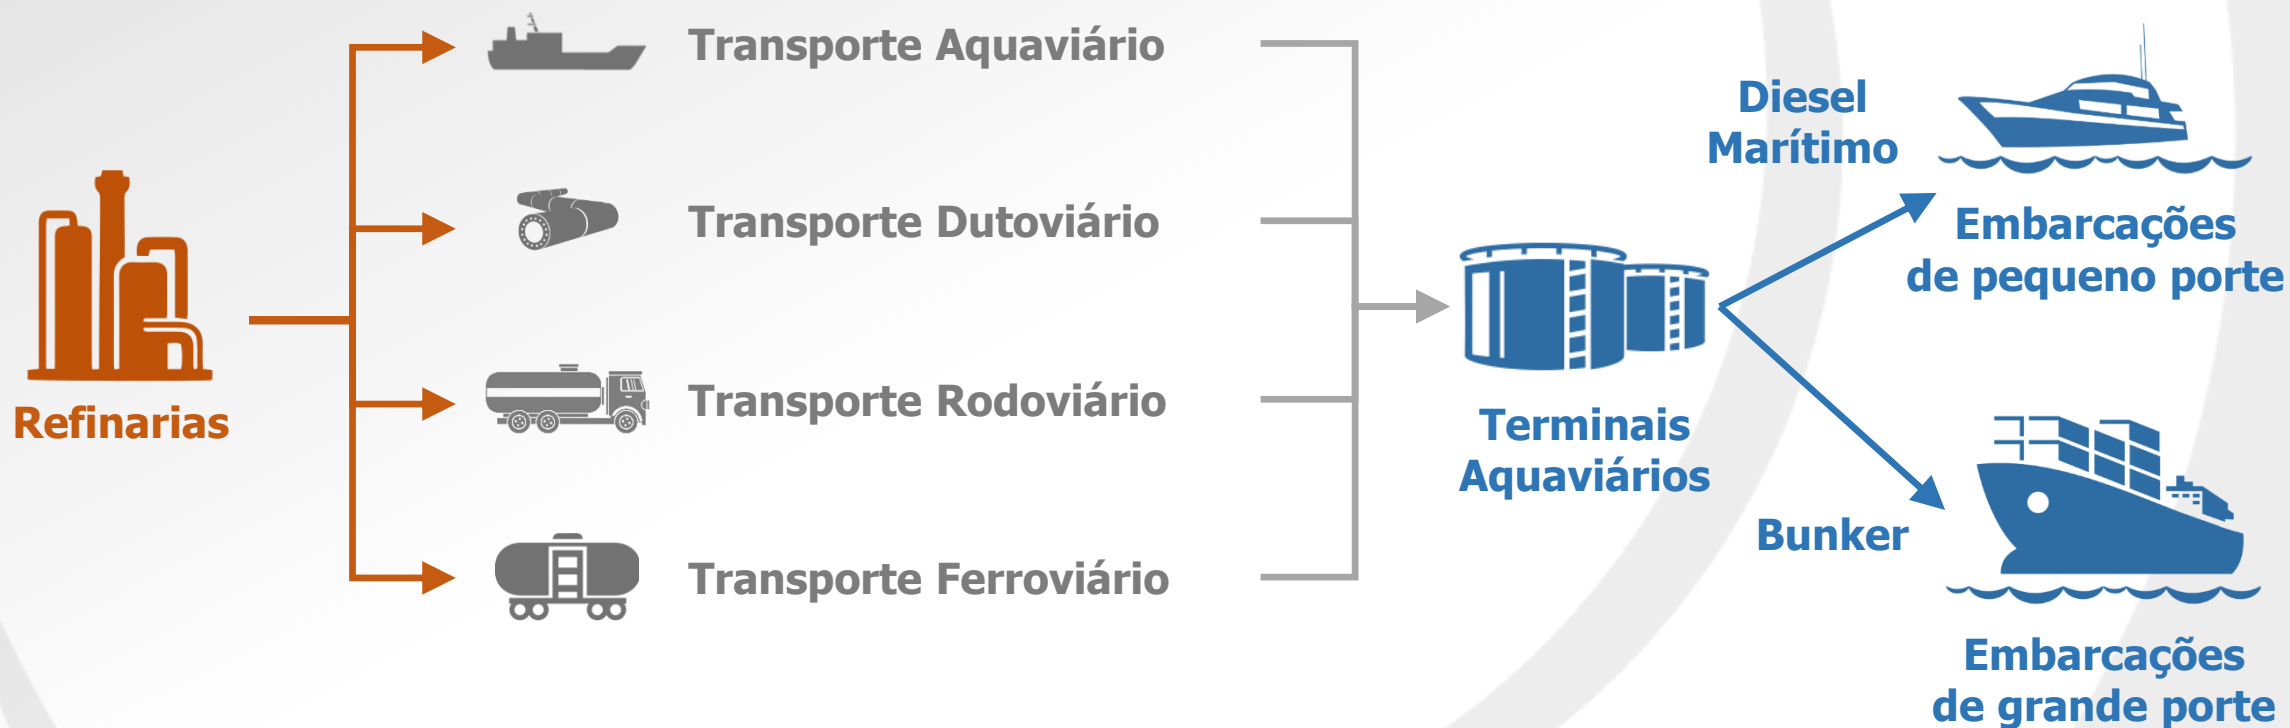 Refinarias
Transporte Aquaviário
Transporte Dutoviário
Transporte Rodoviário
Transporte Ferroviário
Terminais
Aquaviários
Diesel
Marítimo
Embarcações
de pequeno porte
Bunker
Embarcações
de grande porte